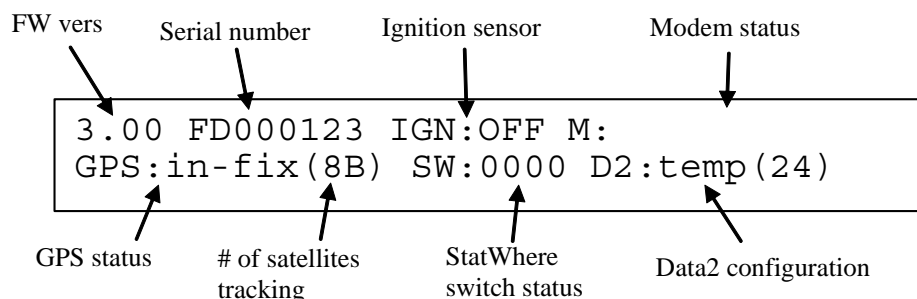 FW vers
Serial number
Ignition sensor
Modem status
3.00 FD000123 IGN:OFF M:
GPS:in-fix(8B) SW:0000 D2:temp(24)
GPS status
# of satellites
tracking
StatWhere
switch status
Data2 configuration